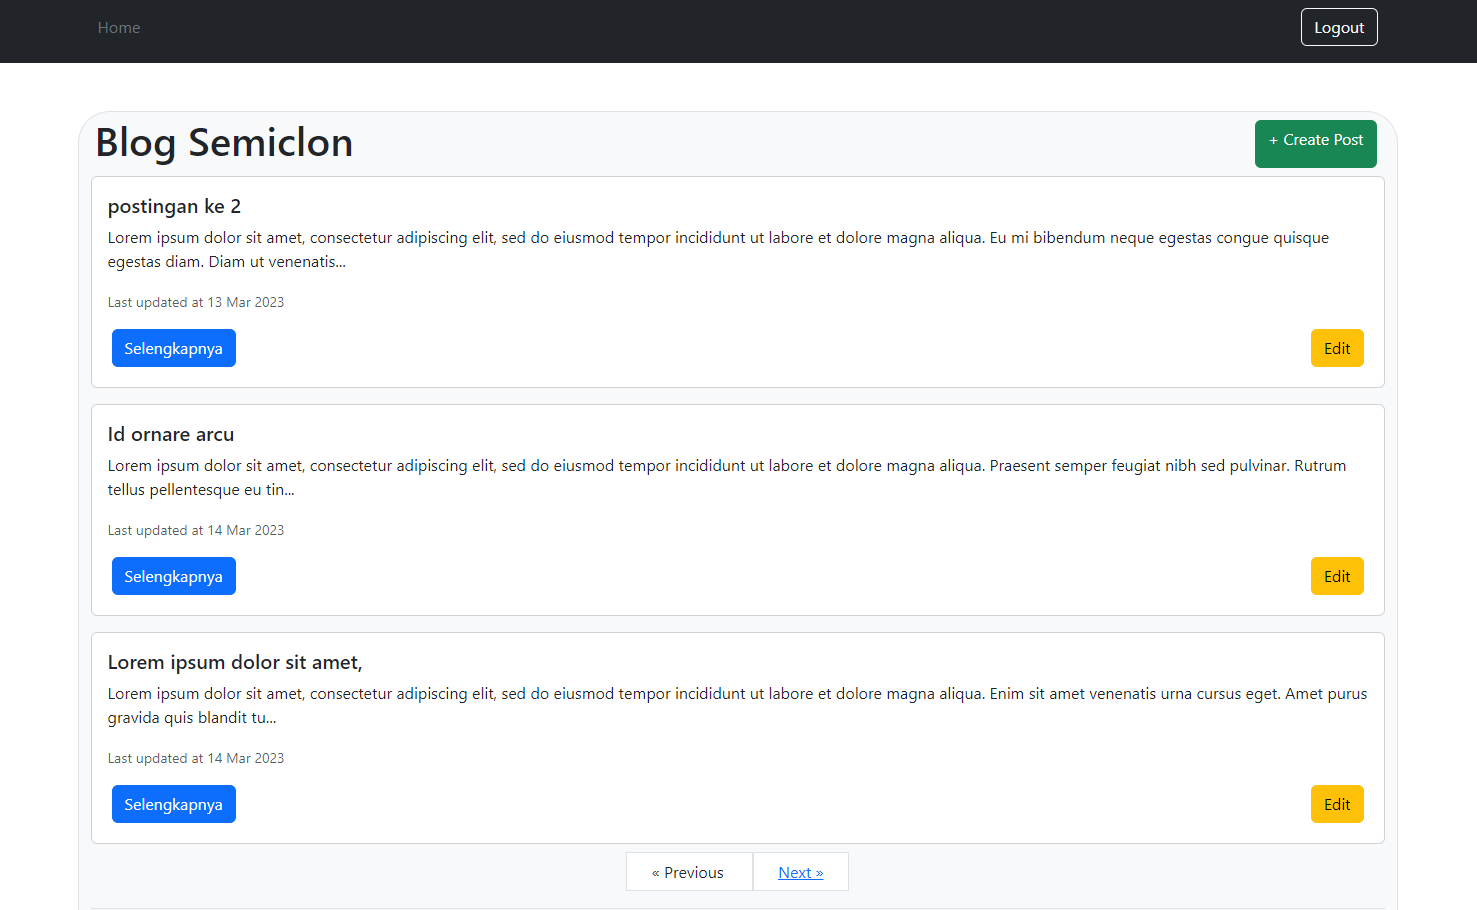 Home
Logout
Blog Semiclon
+ Create Post
postingan ke 2
Lorem ipsum dolor sit amet, consectetur adipiscing elit, sed do eiusmod tempor incididunt ut labore et dolore magna aliqua. Eu mi bibendum neque egestas congue quisque
egestas diam. Diam ut venenatis...
Last updated at 13 Mar 2023
Selengkapnya
Edit
Id ornare arcu
Lorem ipsum dolor sit amet, consectetur adipiscing elit, sed do eiusmod tempor incididunt ut labore et dolore magna aliqua. Praesent semper feugiat nibh sed pulvinar. Rutrum
tellus pellentesque eu tin...
Last updated at 14 Mar 2023
Selengkapnya
Edit
Lorem ipsum dolor sit amet,
Lorem ipsum dolor sit amet, consectetur adipiscing elit, sed do eiusmod tempor incididunt ut labore et dolore magna aliqua. Enim sit amet venenatis urna cursus eget. Amet purus
gravida quis blandit tu...
Last updated at 14 Mar 2023
Selengkapnya
Edit
« Previous
Next »